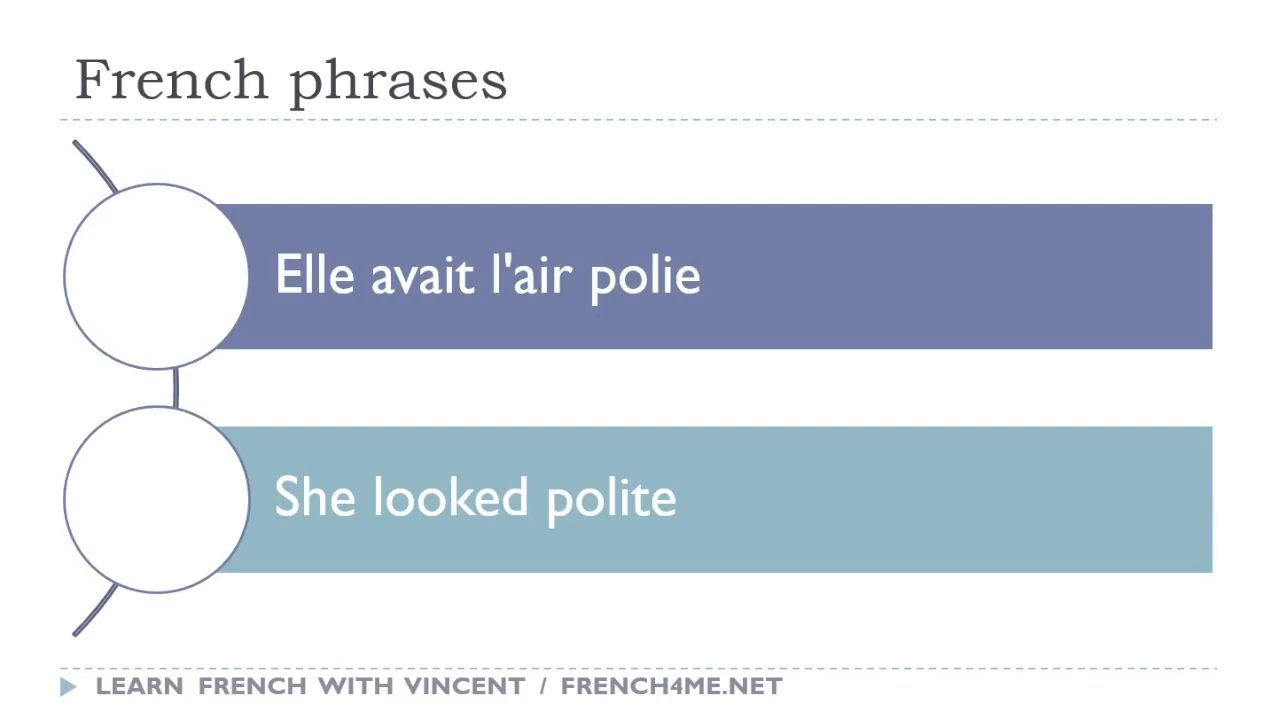 French phrases
Elle avait l'air polie
She looked polite
LEARN FRENCH WITH VINCENT / FRENCH4ME.NET